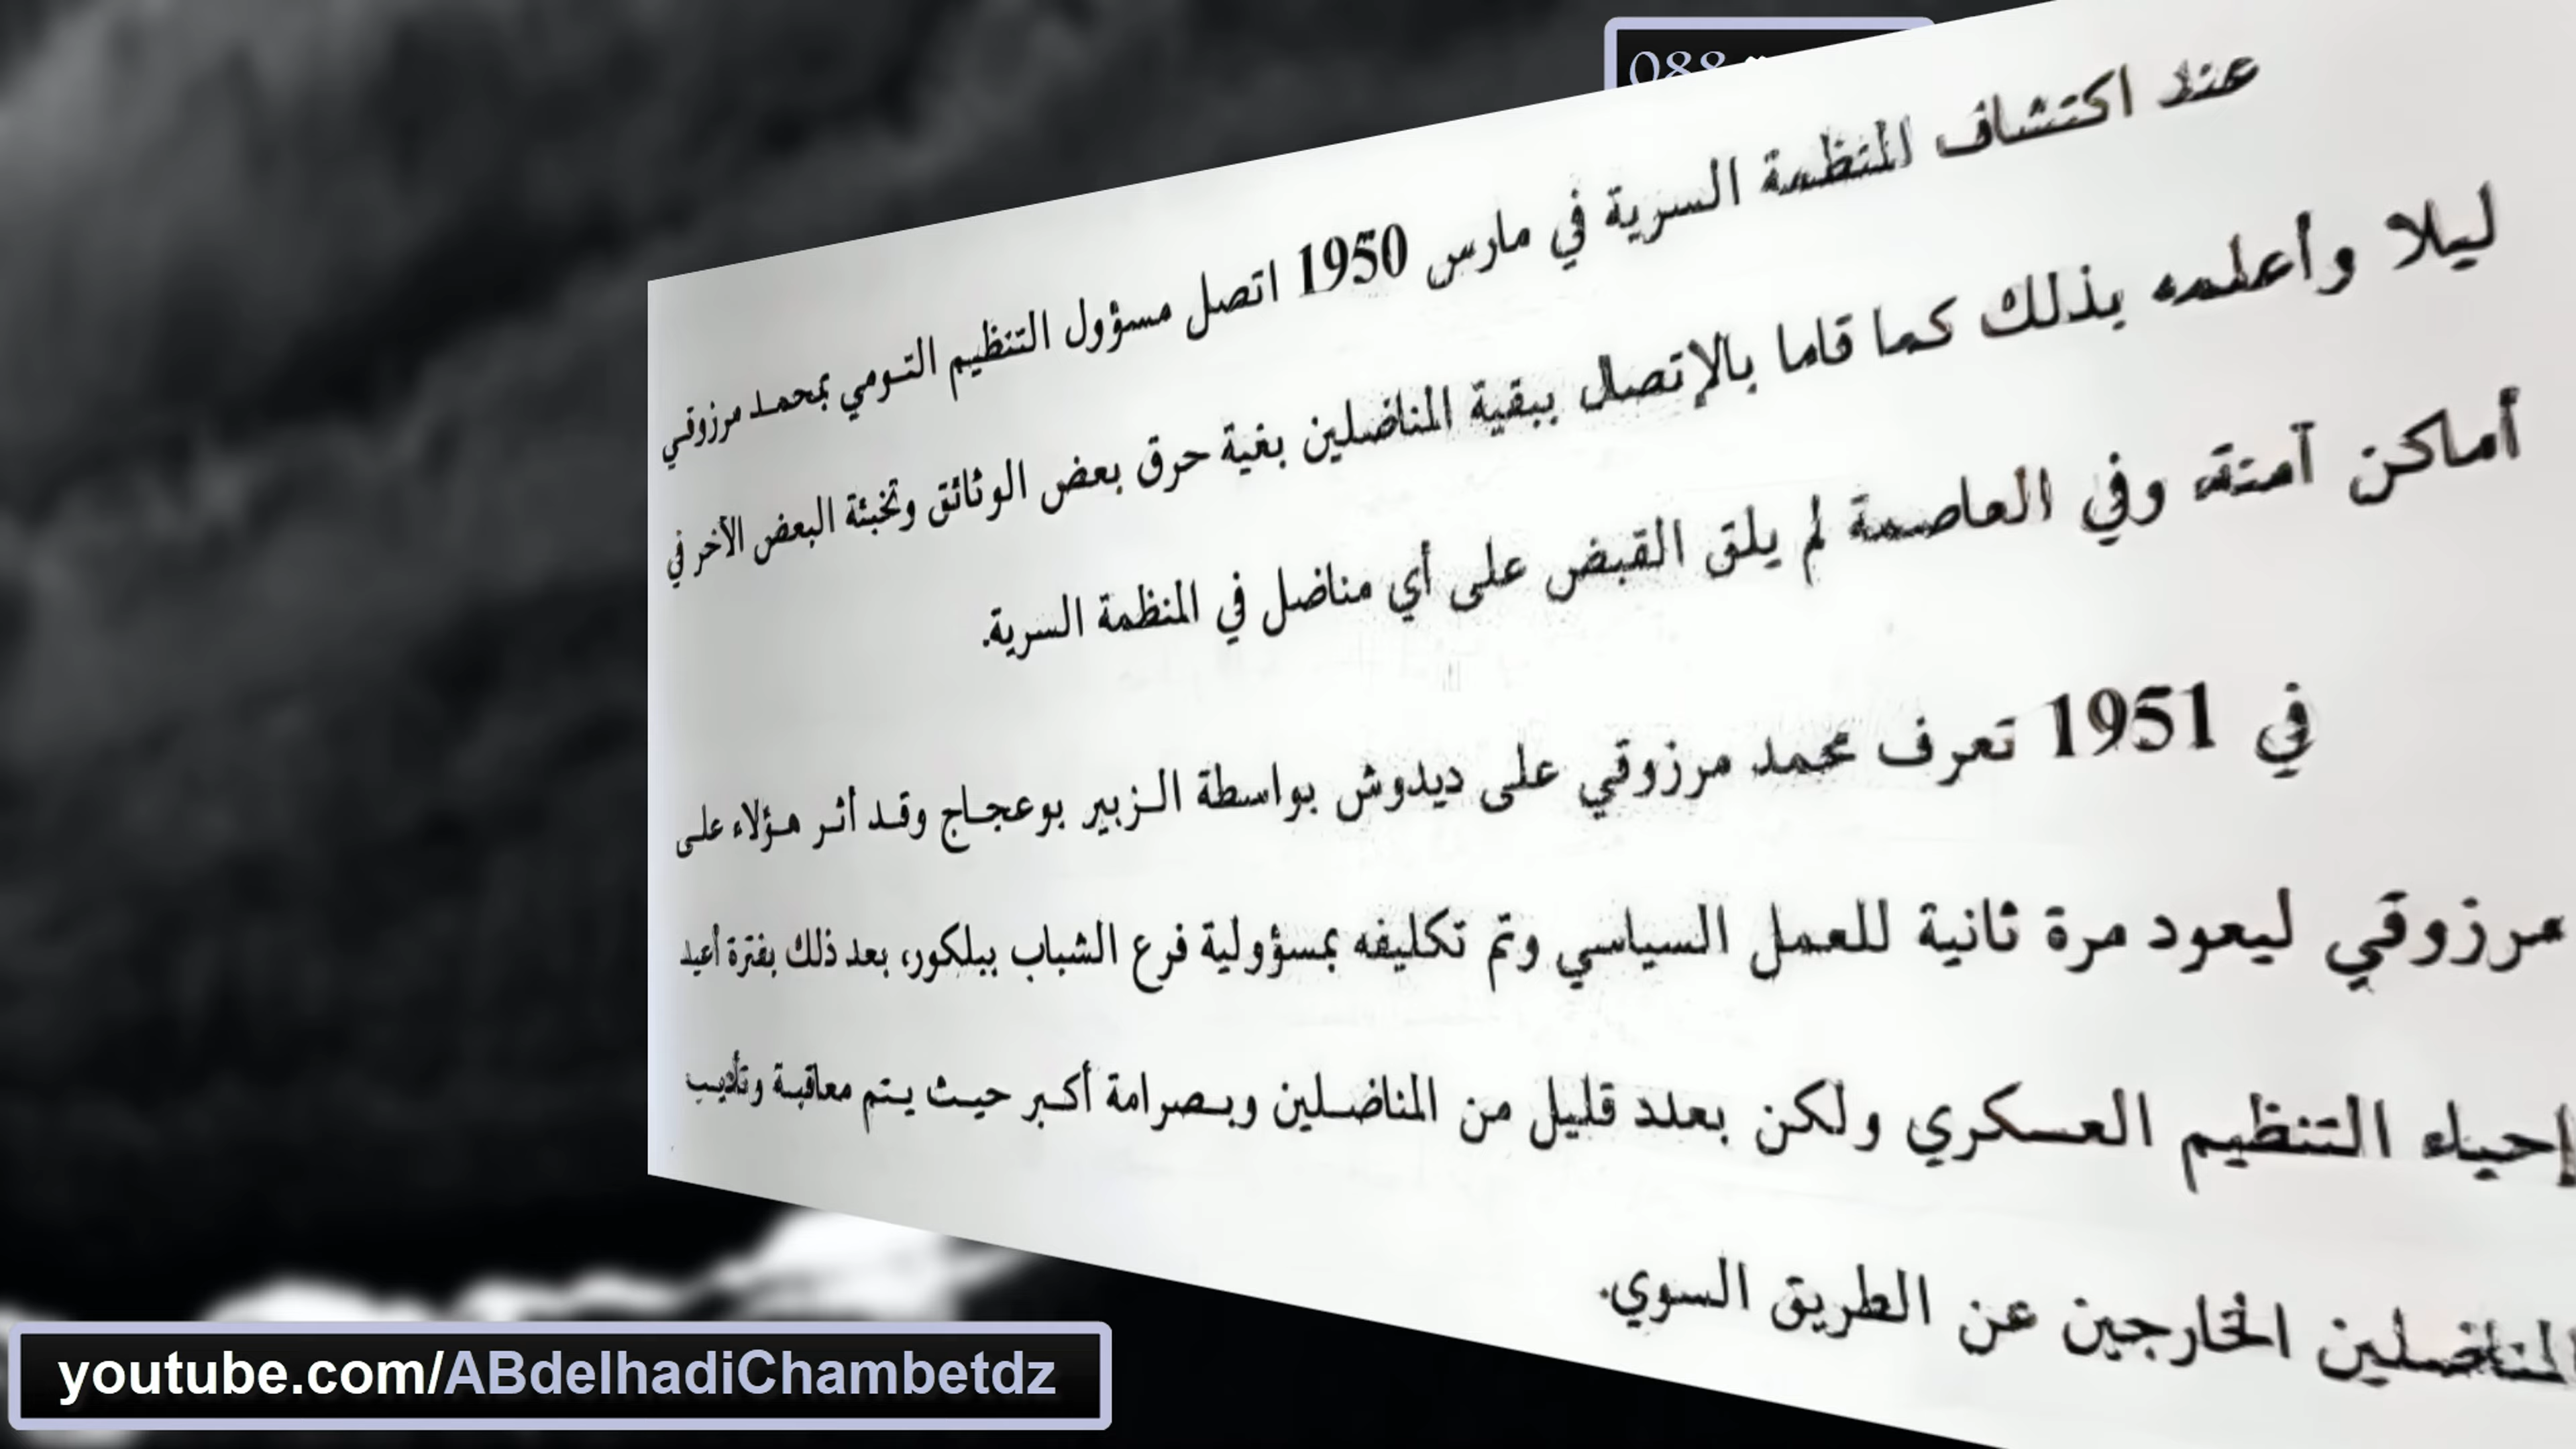 088
عند اكتشاف المنظمة السرية في مارس 1950 اتصل مسؤول التنظيم التومي بمحمد مرزوقي
ليلا وأعلمه بذلك كما قاما بالإتصال ببقية المناضلين بغية حرق بعض الوثائق وتخبئة البعض الآخر في
أماكن آمنة، وفي العاصمة لم يلق القبض على أي مناضل في المنظمة السرية.
في 1951 تعرف محمد مرزوقي على ديدوش بواسطة الزبير بوعجاج وقد أثر هؤلاء على
مرزوقي ليعود مرة ثانية للعمل السياسي وتم تكليفه بمسؤولية فرع الشباب ببلكور، بعد ذلك بفترة أعيد
إحياء التنظيم العسكري ولكن بعدد قليل من المناضلين وبصرامة أكبر حيث يتم معاقبة وتأديب
المناضلين الخارجين عن الطريق السوي.
youtube.com/ABdelhadiChambetdz